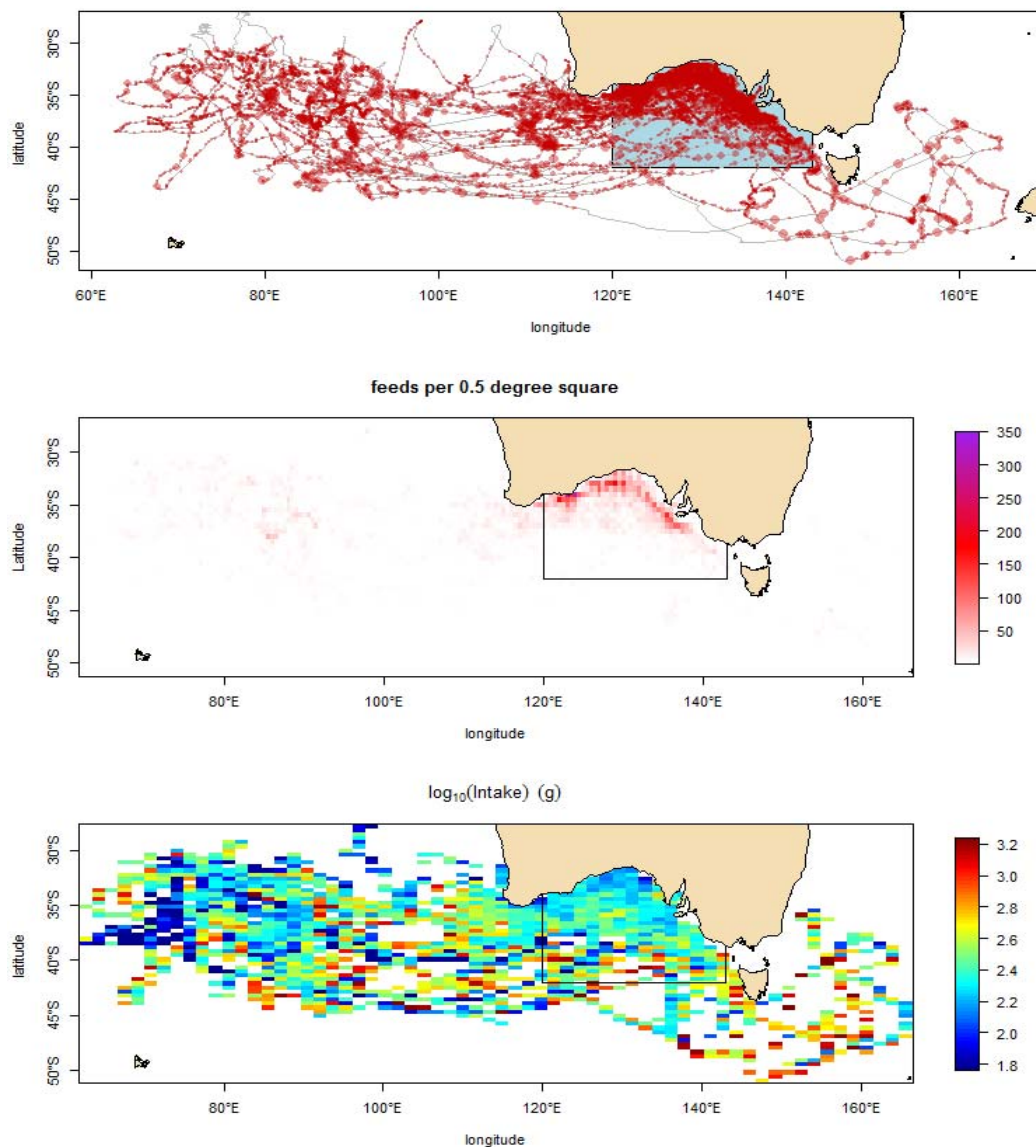 30°S
35°S
40°S
45°S
50°S
latitude
60°E 80°E 100°E 120°E 140°E 160°E
longitude
feeds per 0.5 degree square
30°S
35°S
40°S
45°S
50°S
Latitude
80°E 100°E 120°E 140°E 160°E
longitude
350
300
250
200
150
100
50
log₁₀(Intake) (g)
30°S
35°S
40°S
45°S
50°S
latitude
80°E 100°E 120°E 140°E 160°E
longitude
3.2
3.0
2.8
2.6
2.4
2.2
2.0
1.8